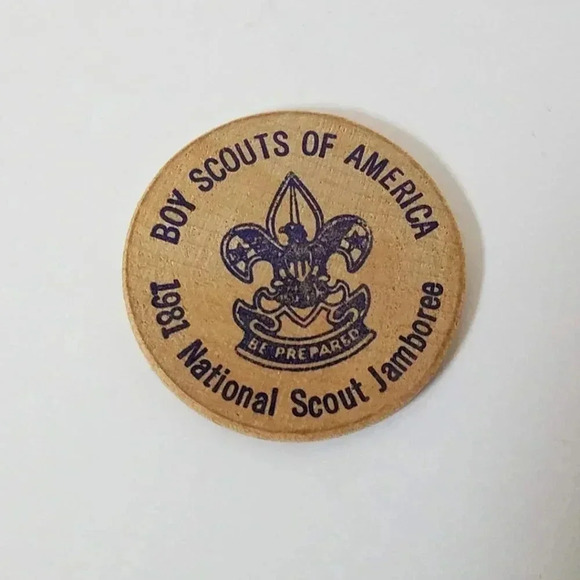 BOY SCOUTS OF AMERICA
BE PREPARED
1981 National Scout Jamboree